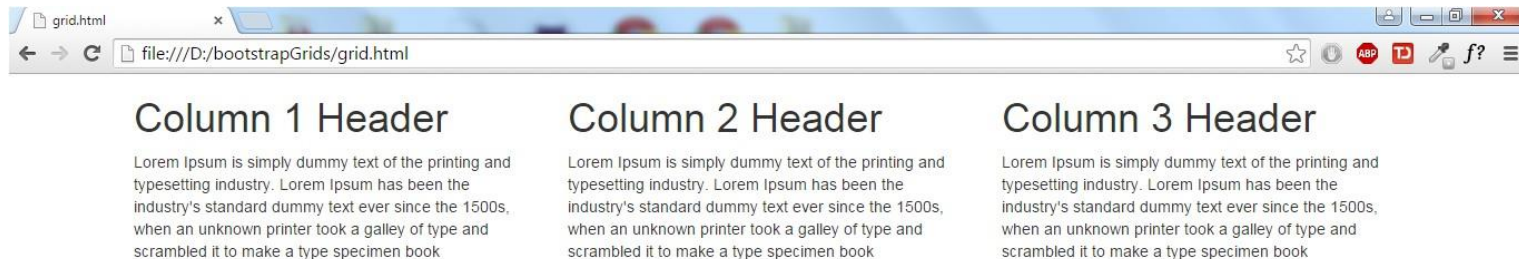 grid.html
file:///D:/bootstrapGrids/grid.html
ABP
TD
f?
Column 1 Header
Lorem Ipsum is simply dummy text of the printing and
typesetting industry. Lorem Ipsum has been the
industry's standard dummy text ever since the 1500s,
when an unknown printer took a galley of type and
scrambled it to make a type specimen book
Column 2 Header
Lorem Ipsum is simply dummy text of the printing and
typesetting industry. Lorem Ipsum has been the
industry's standard dummy text ever since the 1500s,
when an unknown printer took a galley of type and
scrambled it to make a type specimen book
Column 3 Header
Lorem Ipsum is simply dummy text of the printing and
typesetting industry. Lorem Ipsum has been the
industry's standard dummy text ever since the 1500s,
when an unknown printer took a galley of type and
scrambled it to make a type specimen book